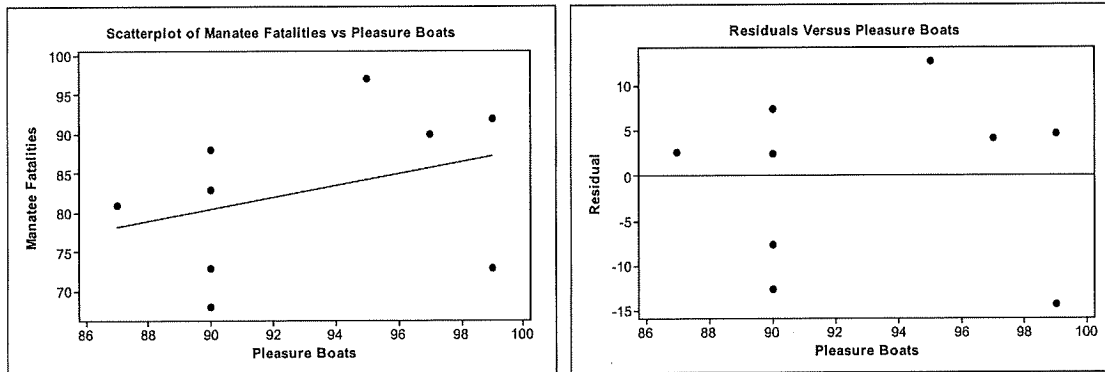 Scatterplot of Manatee Fatalities vs Pleasure Boats
Manatee Fatalities
100
95
90
85
80
75
70
86 88 90 92 94 96 98 100
Pleasure Boats
Residuals Versus Pleasure Boats
Residual
10
5
0
-5
-10
-15
86 88 90 92 94 96 98 100
Pleasure Boats